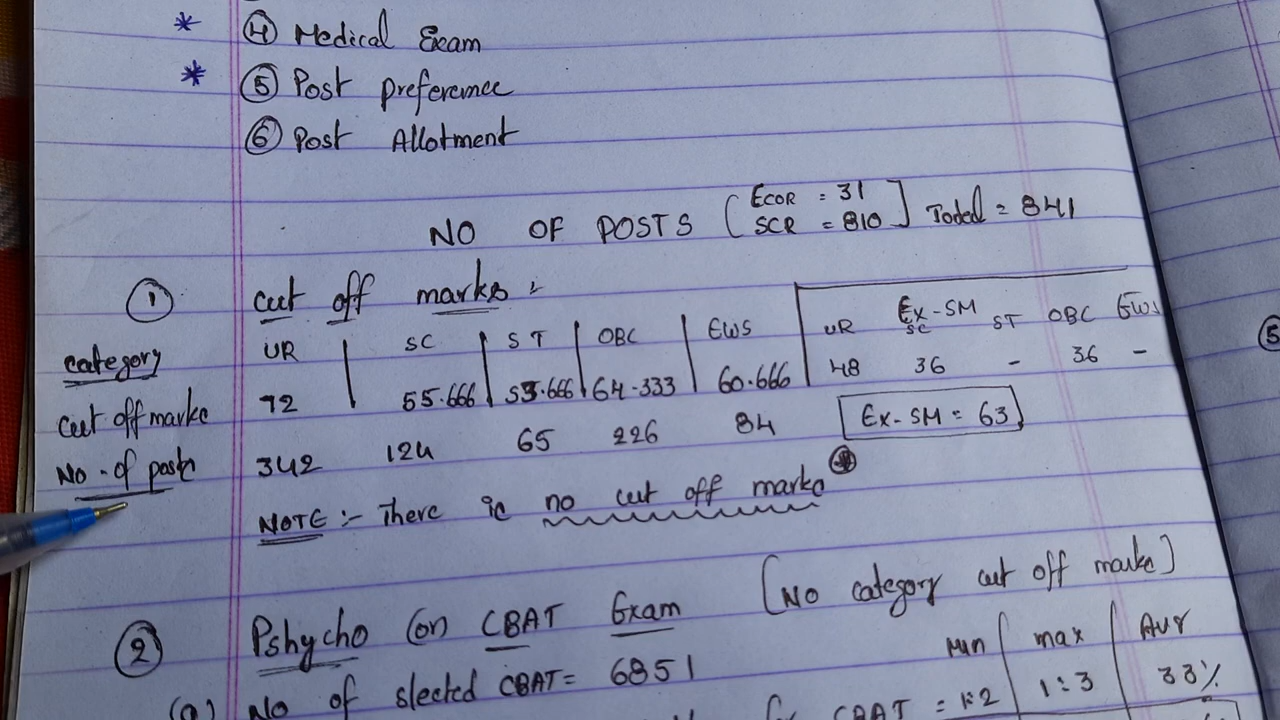 * ④ Medical Exam
* ⑤ Post preference
⑥ Post Allotment
NO OF POSTS [ECOR = 31
SCR = 810] Total = 841
① cut off marks :-
category UR | SC | ST | OBC | EWS | UR Ex-SM SC ST OBC EWS
cut off marks 72 | 55.666 | 53.666 | 64.333 | 60.666 | 48 36 - 36 -
No - of posts 342 124 65 226 84 Ex-SM = 63
NOTE :- There is no cut off marks
② Pshycho (on CBAT Exam [No category cut off marks]
(a) No of slected CBAT = 6851
Min | max | AVr
CBAT = 1:2 | 1:3 | 33%
⑤